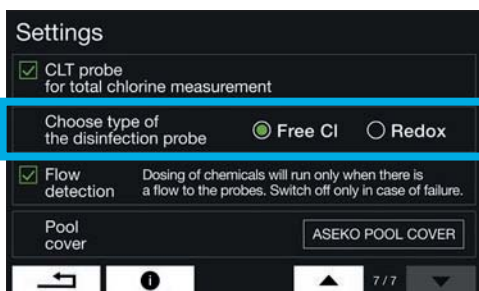 Settings
CLT probe
for total chlorine measurement
Choose type of
the disinfection probe
Free Cl
Redox
Flow
detection
Dosing of chemicals will run only when there is
a flow to the probes. Switch off only in case of failure.
Pool
cover
ASEKO POOL COVER
7/7